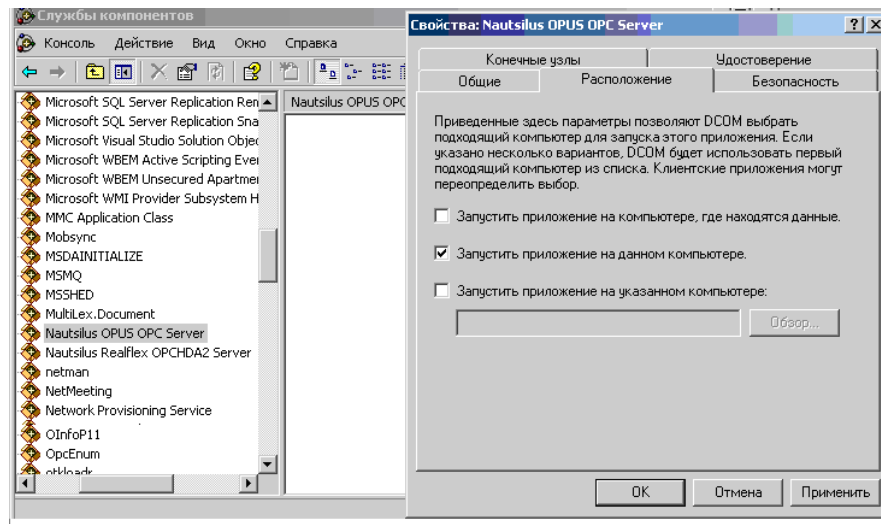 Службы компонентов
Консоль Действие Вид Окно Справка
Microsoft SQL Server Replication Ren
Microsoft SQL Server Replication Sna
Microsoft Visual Studio Solution Objec
Microsoft WBEM Active Scripting Ever
Microsoft WBEM Unsecured Apartmer
Microsoft WMI Provider Subsystem H
MMC Application Class
Mobsync
MSDAINITIALIZE
MSMQ
MSSHED
MultiLex.Document
Nautsilus OPUS OPC Server
Nautsilus Realflex OPCHDA2 Server
netman
NetMeeting
Network Provisioning Service
OInfoP11
OpcEnum
otkloadr
Nautsilus OPUS OPC
Свойства: Nautsilus OPUS OPC Server
Конечные узлы Удостоверение
Общие Расположение Безопасность
Приведенные здесь параметры позволяют DCOM выбрать
подходящий компьютер для запуска этого приложения. Если
указано несколько вариантов, DCOM будет использовать первый
подходящий компьютер из списка. Клиентские приложения могут
переопределить выбор.
Запустить приложение на компьютере, где находятся данные.
Запустить приложение на данном компьютере.
Запустить приложение на указанном компьютере:
Обзор...
OK Отмена Применить